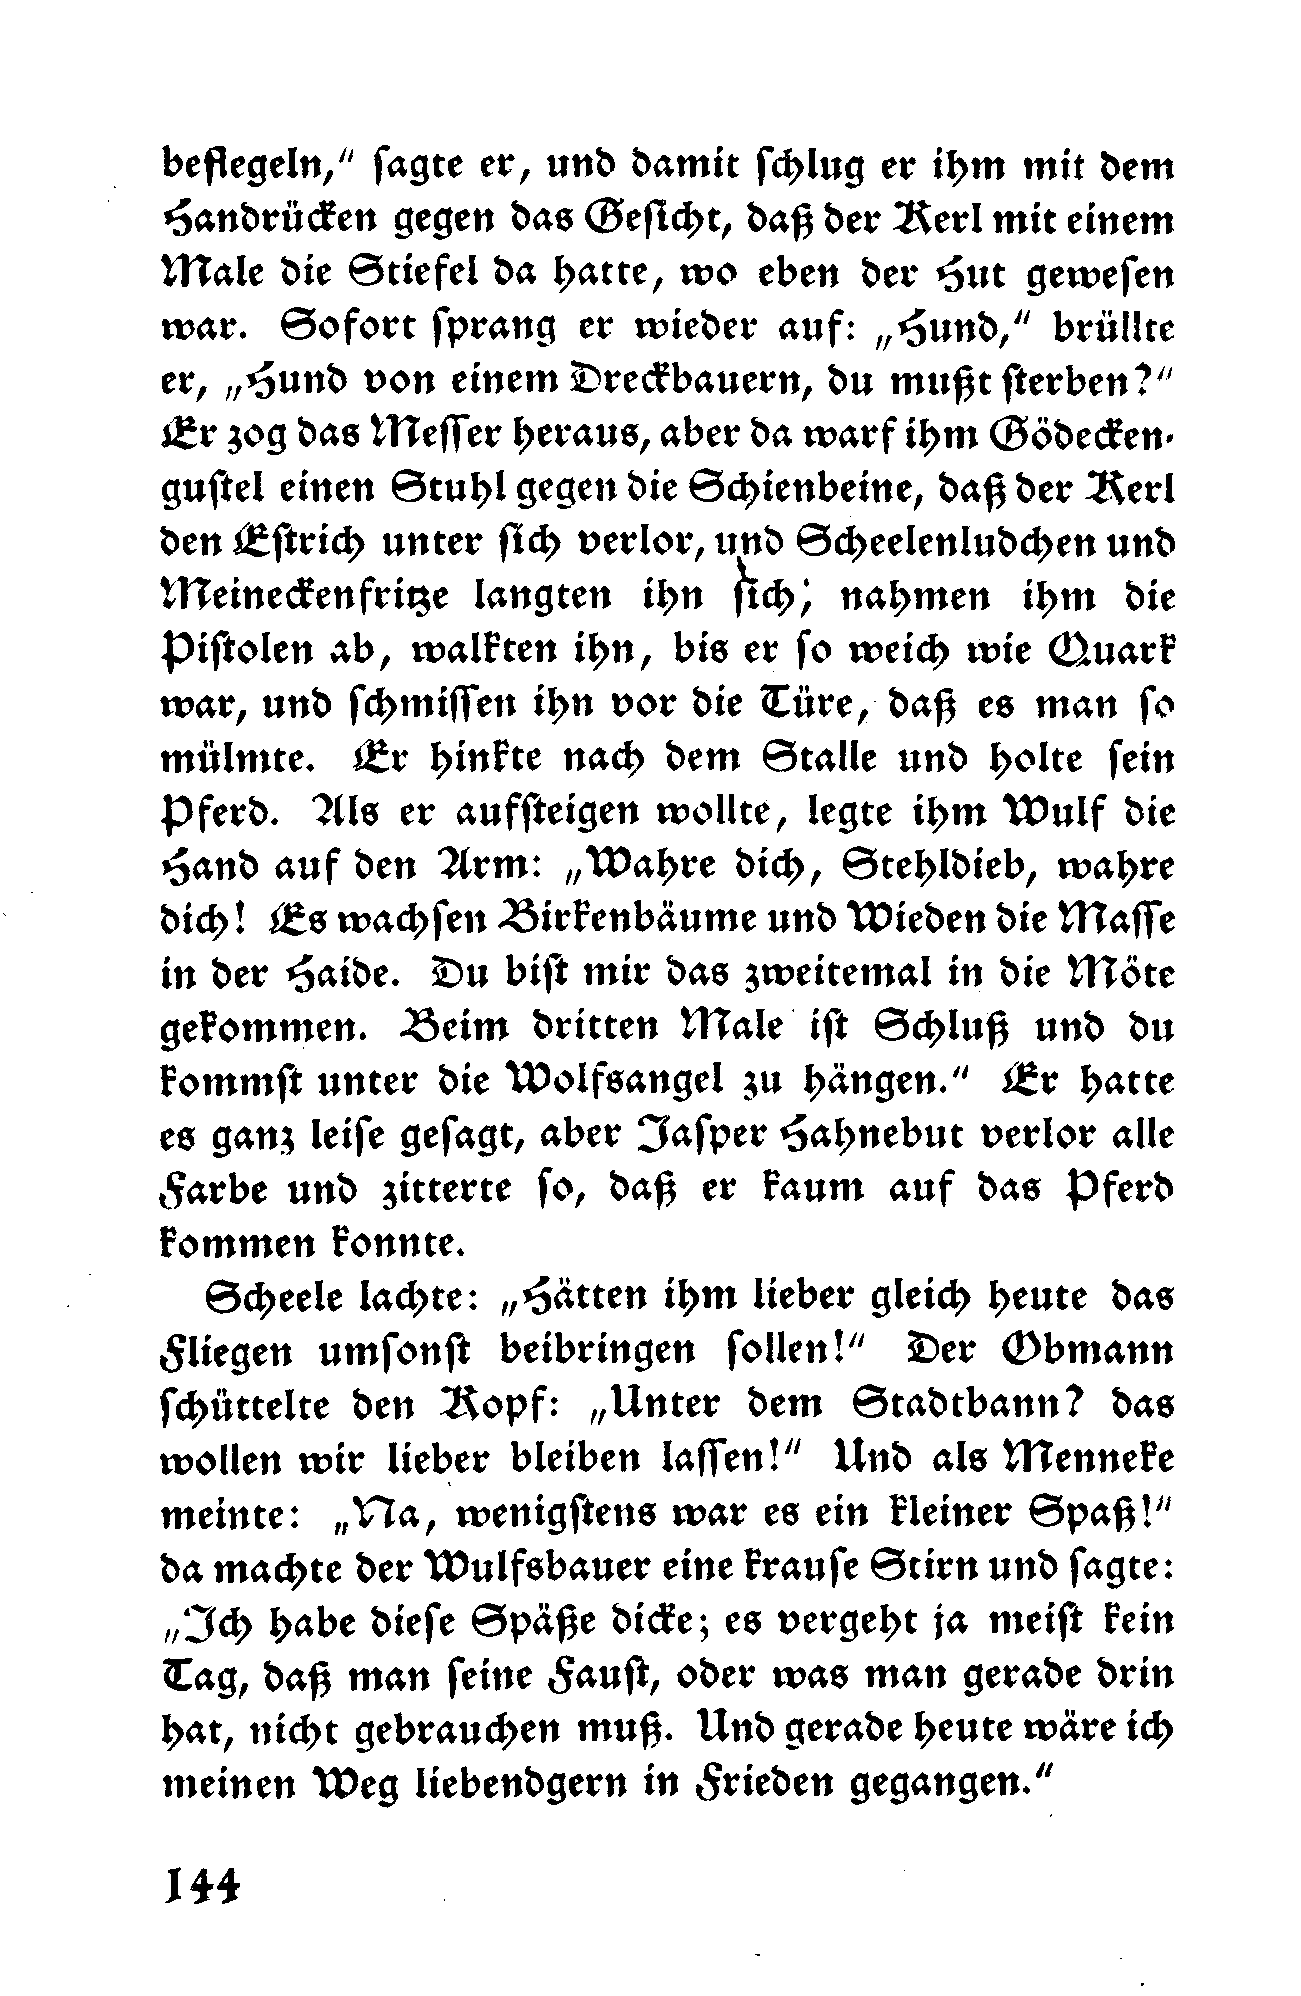 besiegeln,“ sagte er, und damit schlug er ihm mit dem
Handrücken gegen das Gesicht, daß der Kerl mit einem
Male die Stiefel da hatte, wo eben der Hut gewesen
war. Sofort sprang er wieder auf: „Hund,“ brüllte
er, „Hund von einem Dreckbauern, du mußt sterben?“
Er zog das Messer heraus, aber da warf ihm Gödecken-
gustel einen Stuhl gegen die Schienbeine, daß der Kerl
den Estrich unter sich verlor, und Scheelenludchen und
Meineckenfritze langten ihn sich, nahmen ihm die
Pistolen ab, walkten ihn, bis er so weich wie Quark
war, und schmissen ihn vor die Türe, daß es man so
mülmte. Er hinkte nach dem Stalle und holte sein
Pferd. Als er aufsteigen wollte, legte ihm Wulf die
Hand auf den Arm: „Wahre dich, Stehldieb, wahre
dich! Es wachsen Birkenbäume und Wieden die Masse
in der Haide. Du bist mir das zweitemal in die Möte
gekommen. Beim dritten Male ist Schluß und du
kommst unter die Wolfsangel zu hängen.“ Er hatte
es ganz leise gesagt, aber Jasper Hahnebut verlor alle
Farbe und zitterte so, daß er kaum auf das Pferd
kommen konnte.
Scheele lachte: „Hätten ihm lieber gleich heute das
Fliegen umsonst beibringen sollen!“ Der Obmann
schüttelte den Kopf: „Unter dem Stadtbann? das
wollen wir lieber bleiben lassen!“ Und als Menneke
meinte: „Na, wenigstens war es ein kleiner Spaß!“
da machte der Wulfsbauer eine krause Stirn und sagte:
„Ich habe diese Späße dicke; es vergeht ja meist kein
Tag, daß man seine Faust, oder was man gerade drin
hat, nicht gebrauchen muß. Und gerade heute wäre ich
meinen Weg liebendgern in Frieden gegangen.“
144